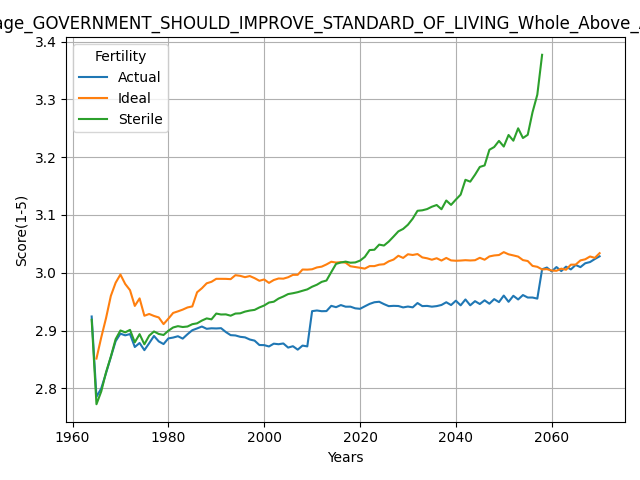 age_GOVERNMENT_SHOULD_IMPROVE_STANDARD_OF_LIVING_Whole_Above_
3.4
3.3
3.2
3.1
3.0
2.9
2.8
Score(1-5)
Fertility
Actual
Ideal
Sterile
1960 1980 2000 2020 2040 2060
Years